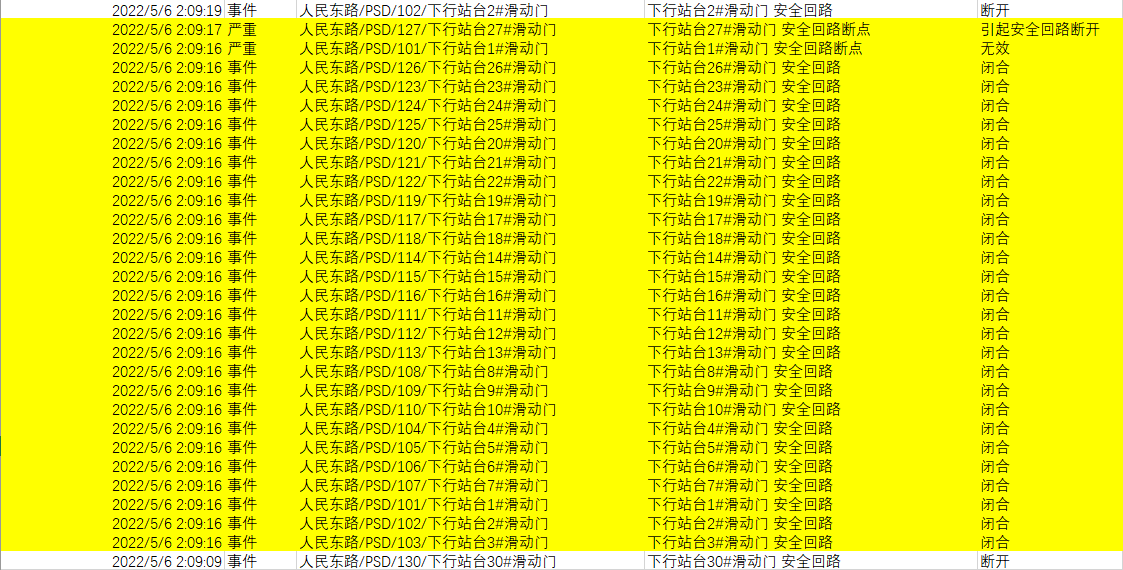 2022/5/6 2:09:19 事件 人民东路/PSD/102/下行站台2#滑动门 下行站台2#滑动门 安全回路 断开
2022/5/6 2:09:17 严重 人民东路/PSD/127/下行站台27#滑动门 下行站台27#滑动门 安全回路断点 引起安全回路断开
2022/5/6 2:09:16 严重 人民东路/PSD/101/下行站台1#滑动门 下行站台1#滑动门 安全回路断点 无效
2022/5/6 2:09:16 事件 人民东路/PSD/126/下行站台26#滑动门 下行站台26#滑动门 安全回路 闭合
2022/5/6 2:09:16 事件 人民东路/PSD/123/下行站台23#滑动门 下行站台23#滑动门 安全回路 闭合
2022/5/6 2:09:16 事件 人民东路/PSD/124/下行站台24#滑动门 下行站台24#滑动门 安全回路 闭合
2022/5/6 2:09:16 事件 人民东路/PSD/125/下行站台25#滑动门 下行站台25#滑动门 安全回路 闭合
2022/5/6 2:09:16 事件 人民东路/PSD/120/下行站台20#滑动门 下行站台20#滑动门 安全回路 闭合
2022/5/6 2:09:16 事件 人民东路/PSD/121/下行站台21#滑动门 下行站台21#滑动门 安全回路 闭合
2022/5/6 2:09:16 事件 人民东路/PSD/122/下行站台22#滑动门 下行站台22#滑动门 安全回路 闭合
2022/5/6 2:09:16 事件 人民东路/PSD/119/下行站台19#滑动门 下行站台19#滑动门 安全回路 闭合
2022/5/6 2:09:16 事件 人民东路/PSD/117/下行站台17#滑动门 下行站台17#滑动门 安全回路 闭合
2022/5/6 2:09:16 事件 人民东路/PSD/118/下行站台18#滑动门 下行站台18#滑动门 安全回路 闭合
2022/5/6 2:09:16 事件 人民东路/PSD/114/下行站台14#滑动门 下行站台14#滑动门 安全回路 闭合
2022/5/6 2:09:16 事件 人民东路/PSD/115/下行站台15#滑动门 下行站台15#滑动门 安全回路 闭合
2022/5/6 2:09:16 事件 人民东路/PSD/116/下行站台16#滑动门 下行站台16#滑动门 安全回路 闭合
2022/5/6 2:09:16 事件 人民东路/PSD/111/下行站台11#滑动门 下行站台11#滑动门 安全回路 闭合
2022/5/6 2:09:16 事件 人民东路/PSD/112/下行站台12#滑动门 下行站台12#滑动门 安全回路 闭合
2022/5/6 2:09:16 事件 人民东路/PSD/113/下行站台13#滑动门 下行站台13#滑动门 安全回路 闭合
2022/5/6 2:09:16 事件 人民东路/PSD/108/下行站台8#滑动门 下行站台8#滑动门 安全回路 闭合
2022/5/6 2:09:16 事件 人民东路/PSD/109/下行站台9#滑动门 下行站台9#滑动门 安全回路 闭合
2022/5/6 2:09:16 事件 人民东路/PSD/110/下行站台10#滑动门 下行站台10#滑动门 安全回路 闭合
2022/5/6 2:09:16 事件 人民东路/PSD/104/下行站台4#滑动门 下行站台4#滑动门 安全回路 闭合
2022/5/6 2:09:16 事件 人民东路/PSD/105/下行站台5#滑动门 下行站台5#滑动门 安全回路 闭合
2022/5/6 2:09:16 事件 人民东路/PSD/106/下行站台6#滑动门 下行站台6#滑动门 安全回路 闭合
2022/5/6 2:09:16 事件 人民东路/PSD/107/下行站台7#滑动门 下行站台7#滑动门 安全回路 闭合
2022/5/6 2:09:16 事件 人民东路/PSD/101/下行站台1#滑动门 下行站台1#滑动门 安全回路 闭合
2022/5/6 2:09:16 事件 人民东路/PSD/102/下行站台2#滑动门 下行站台2#滑动门 安全回路 闭合
2022/5/6 2:09:16 事件 人民东路/PSD/103/下行站台3#滑动门 下行站台3#滑动门 安全回路 闭合
2022/5/6 2:09:09 事件 人民东路/PSD/130/下行站台30#滑动门 下行站台30#滑动门 安全回路 断开